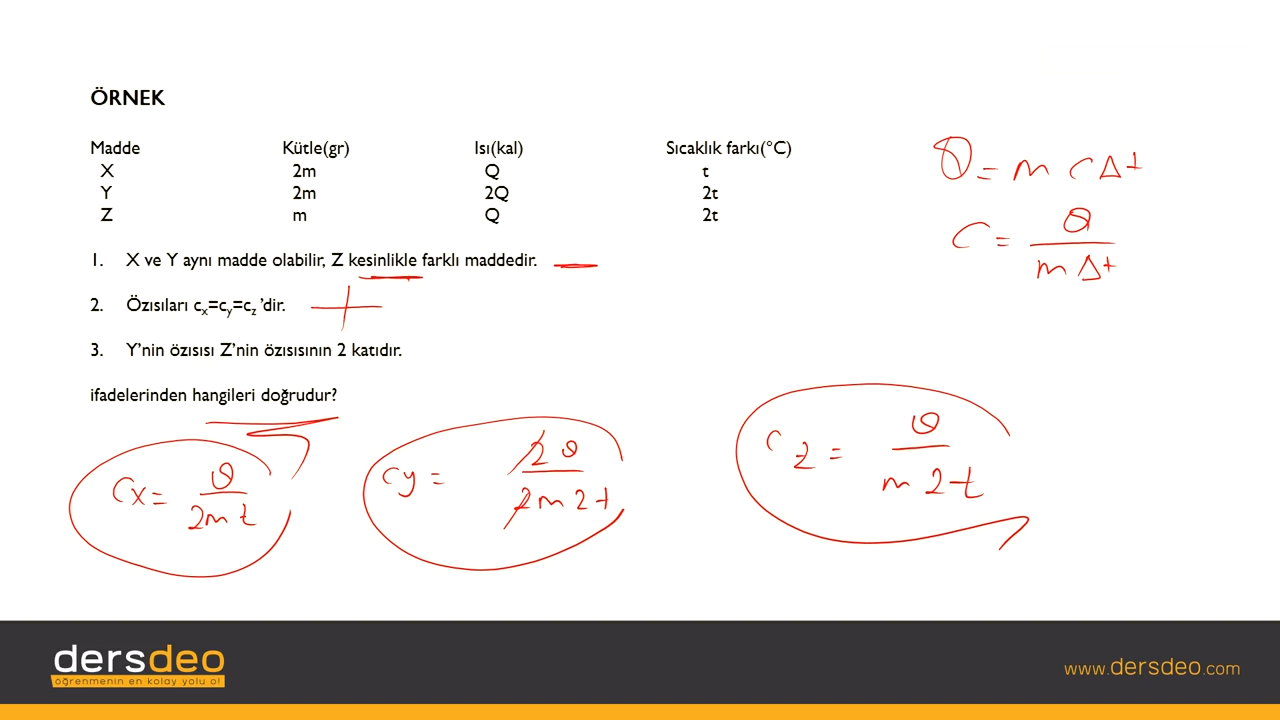 ÖRNEK
Madde Kütle(gr) Isı(kal) Sıcaklık farkı(°C)
X 2m Q t
Y 2m 2Q 2t
Z m Q 2t
Q = m c Δt
c = Q / m Δt
1. X ve Y aynı madde olabilir, Z kesinlikle farklı maddedir.
2. Özısıları cx=cy=cz 'dir.
3. Y'nin özısısı Z'nin özısısının 2 katıdır.
ifadelerinden hangileri doğrudur?
cx = Q / 2m t
cy = 2Q / 2m 2t
cz = Q / m 2t
dersdeo
öğrenmenin en kolay yolu o!
www.dersdeo.com